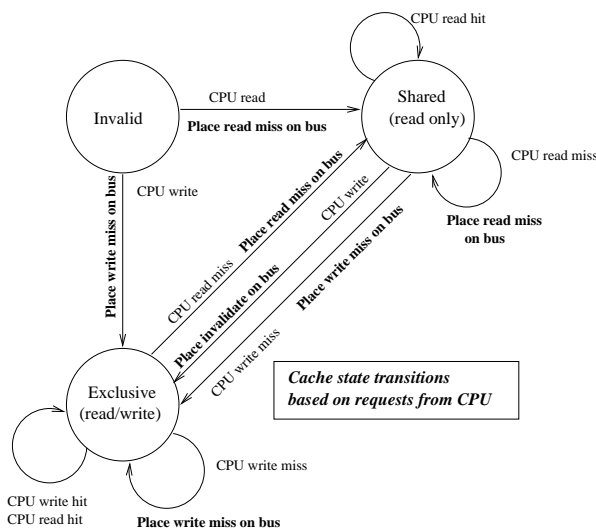 CPU read hit
Invalid
CPU read
Place read miss on bus
Shared
(read only)
CPU read miss
Place read miss
on bus
CPU write
Place write miss on bus
CPU read miss
Place read miss on bus
CPU write
Place invalidate on bus
Place write miss on bus
CPU write miss
Cache state transitions
based on requests from CPU
Exclusive
(read/write)
CPU write miss
CPU write hit
CPU read hit
Place write miss on bus